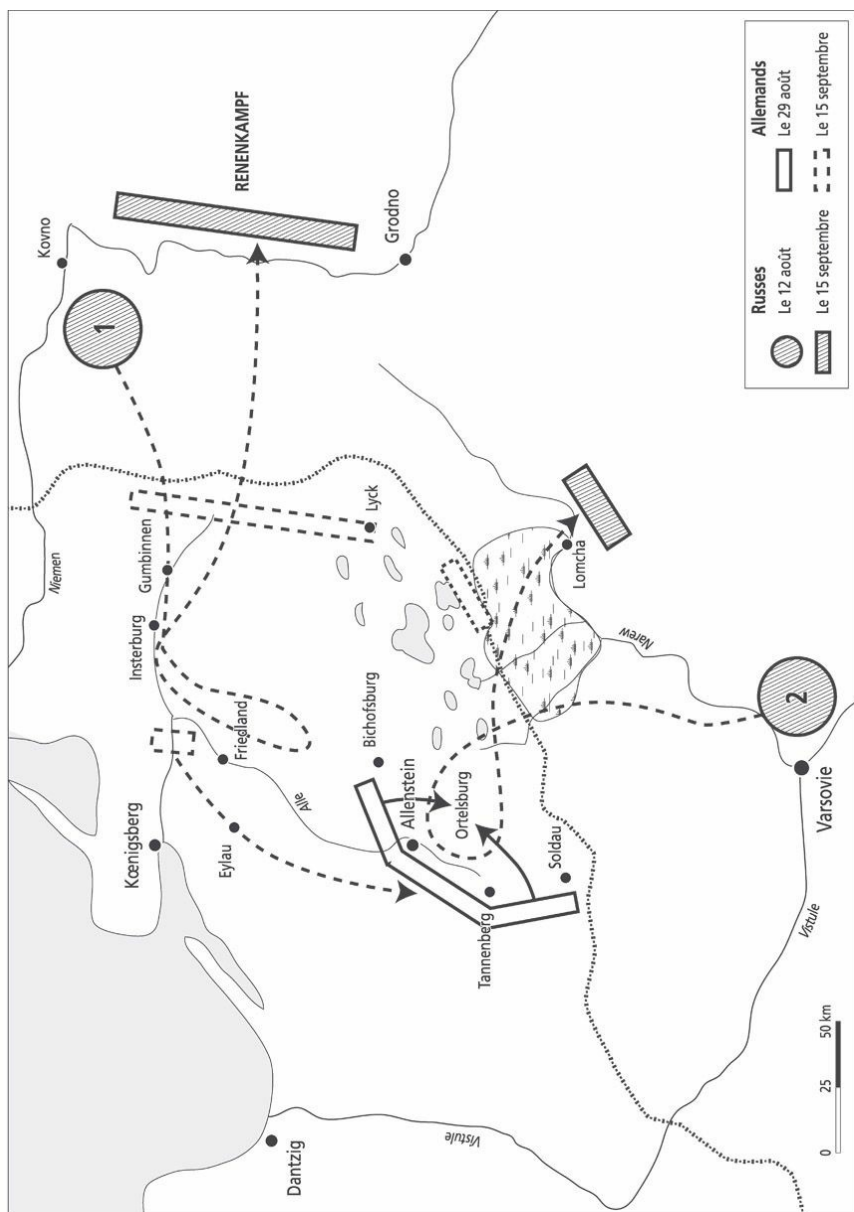 Kovno
Niemen
1
RENENKAMPF
Gumbinnen
Insterburg
Kœnigsberg
Friedland
Eylau
Alle
Dantzig
Grodno
Lyck
Bichofsburg
Allenstein
Ortelsburg
Tannenberg
Soldau
Lomcha
Narew
Vistule
2
Varsovie
Vistule
0 25 50 km
Russes
Le 12 août
Le 15 septembre
Allemands
Le 29 août
Le 15 septembre